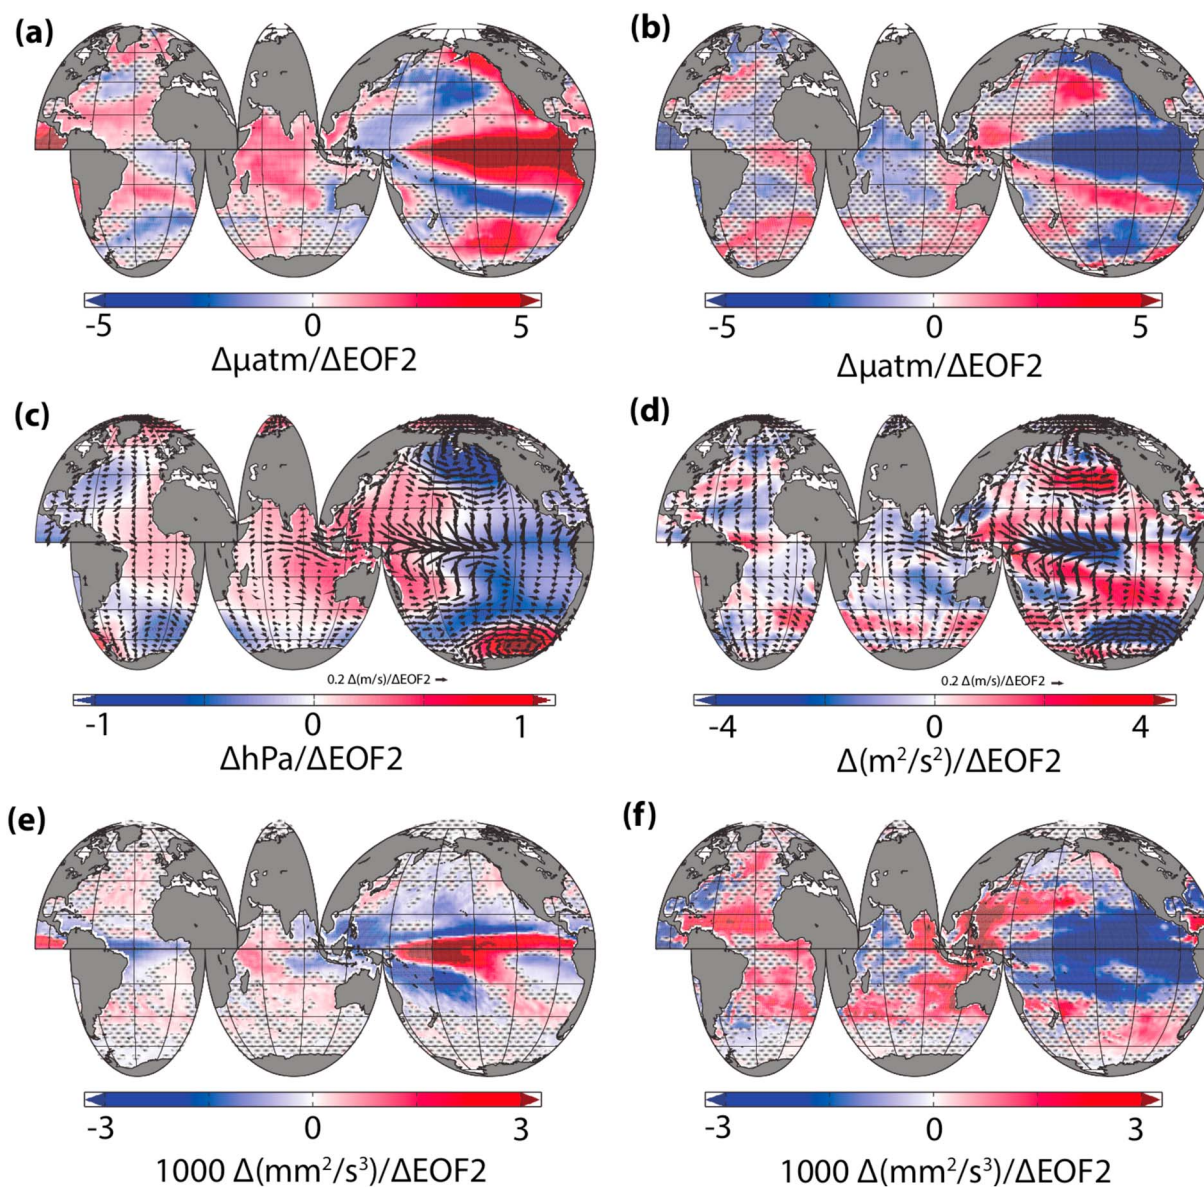 (a) (b)
-5 0 5 -5 0 5
Δμatm/ΔEOF2 Δμatm/ΔEOF2
(c) (d)
0.2 Δ(m/s)/ΔEOF2 0.2 Δ(m/s)/ΔEOF2
-1 0 1 -4 0 4
ΔhPa/ΔEOF2 Δ(m²/s²)/ΔEOF2
(e) (f)
-3 0 3 -3 0 3
1000 Δ(mm²/s³)/ΔEOF2 1000 Δ(mm²/s³)/ΔEOF2